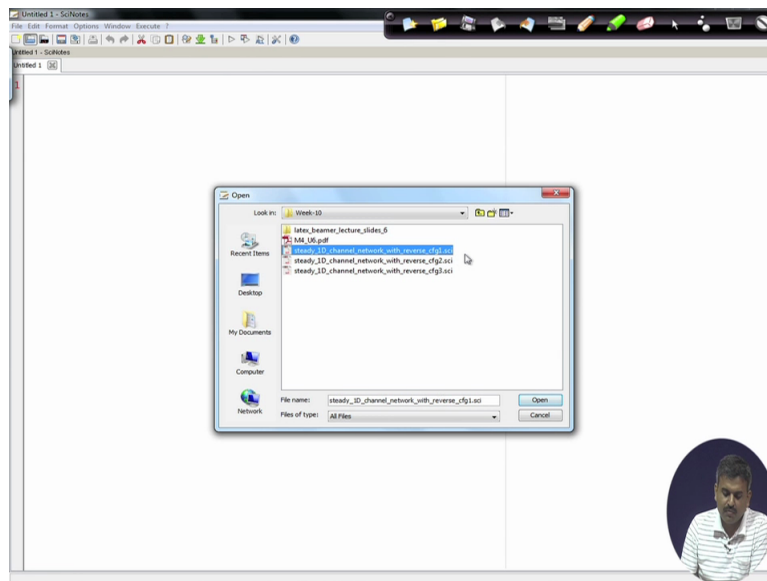 Untitled 1 - SciNotes
File Edit Format Options Window Execute ?
Untitled 1 - SciNotes
Untitled 1
1
Open
Look in: Week-10
latex_beamer_lecture_slides_6
M4_U6.pdf
steady_1D_channel_network_with_reverse_cfg1.sci
steady_1D_channel_network_with_reverse_cfg2.sci
steady_1D_channel_network_with_reverse_cfg3.sci
Recent Items
Desktop
My Documents
Computer
Network
File name: steady_1D_channel_network_with_reverse_cfg1.sci Open
Files of type: All Files Cancel